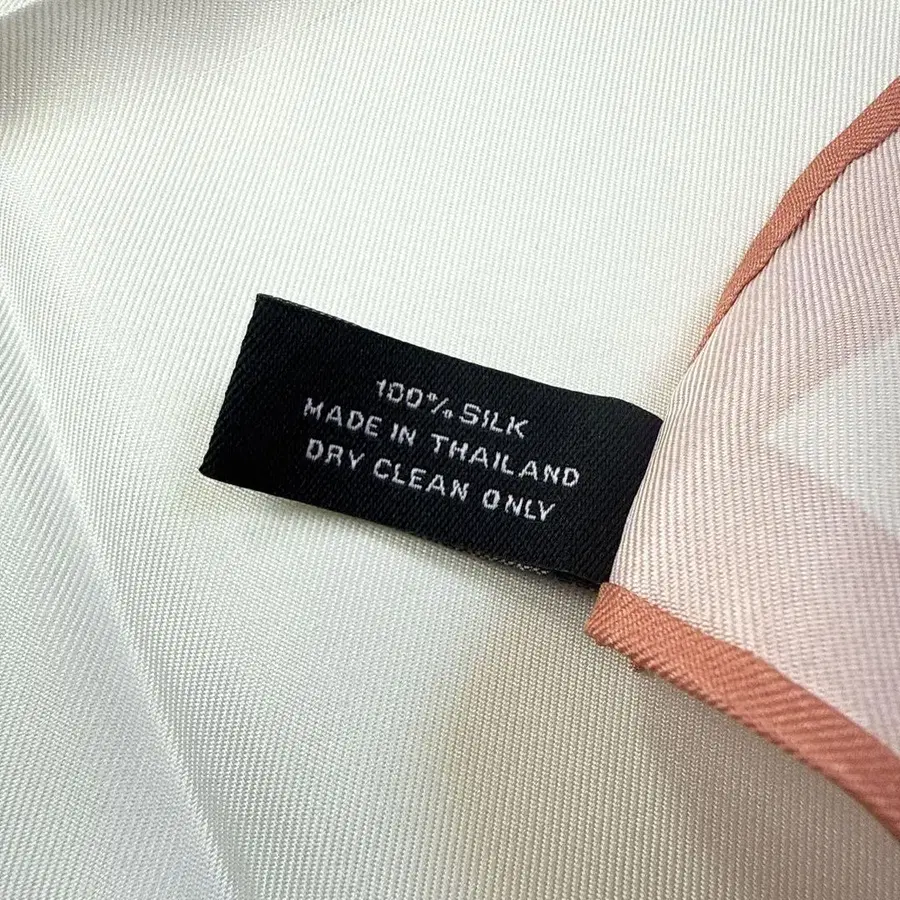 100% SILK
MADE IN THAILAND
DRY CLEAN ONLY